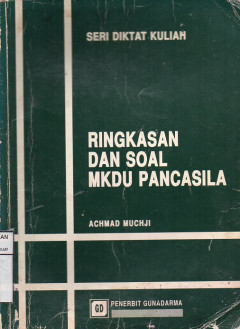 SERI DIKTAT KULIAH
RINGKASAN
DAN SOAL
MKDU PANCASILA
ACHMAD MUCHJI
GD PENERBIT GUNADARMA